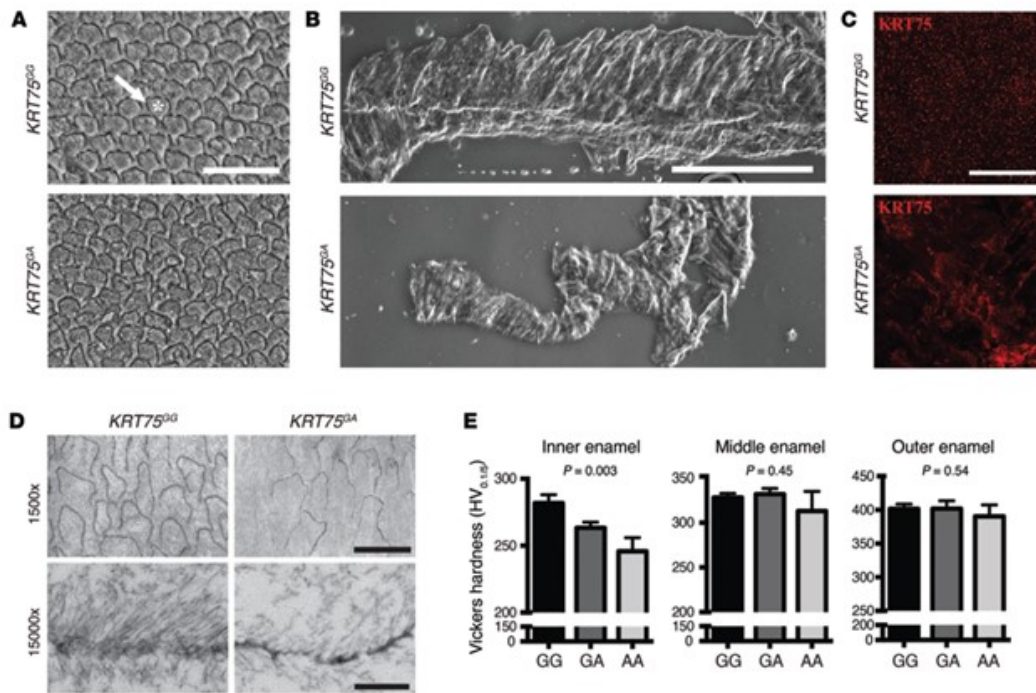 A
B
C
KRT75GG
*
KRT75GG
KRT75GG
KRT75
KRT75GA
KRT75GA
KRT75GA
KRT75
D
KRT75GG
KRT75GA
1500x
15000x
E
Inner enamel
Middle enamel
Outer enamel
P = 0.003
P = 0.45
P = 0.54
Vickers hardness (HV0.1/5)
300
250
200
150
0
GG
GA
AA
350
300
250
200
150
0
GG
GA
AA
450
400
350
300
250
200
0
GG
GA
AA